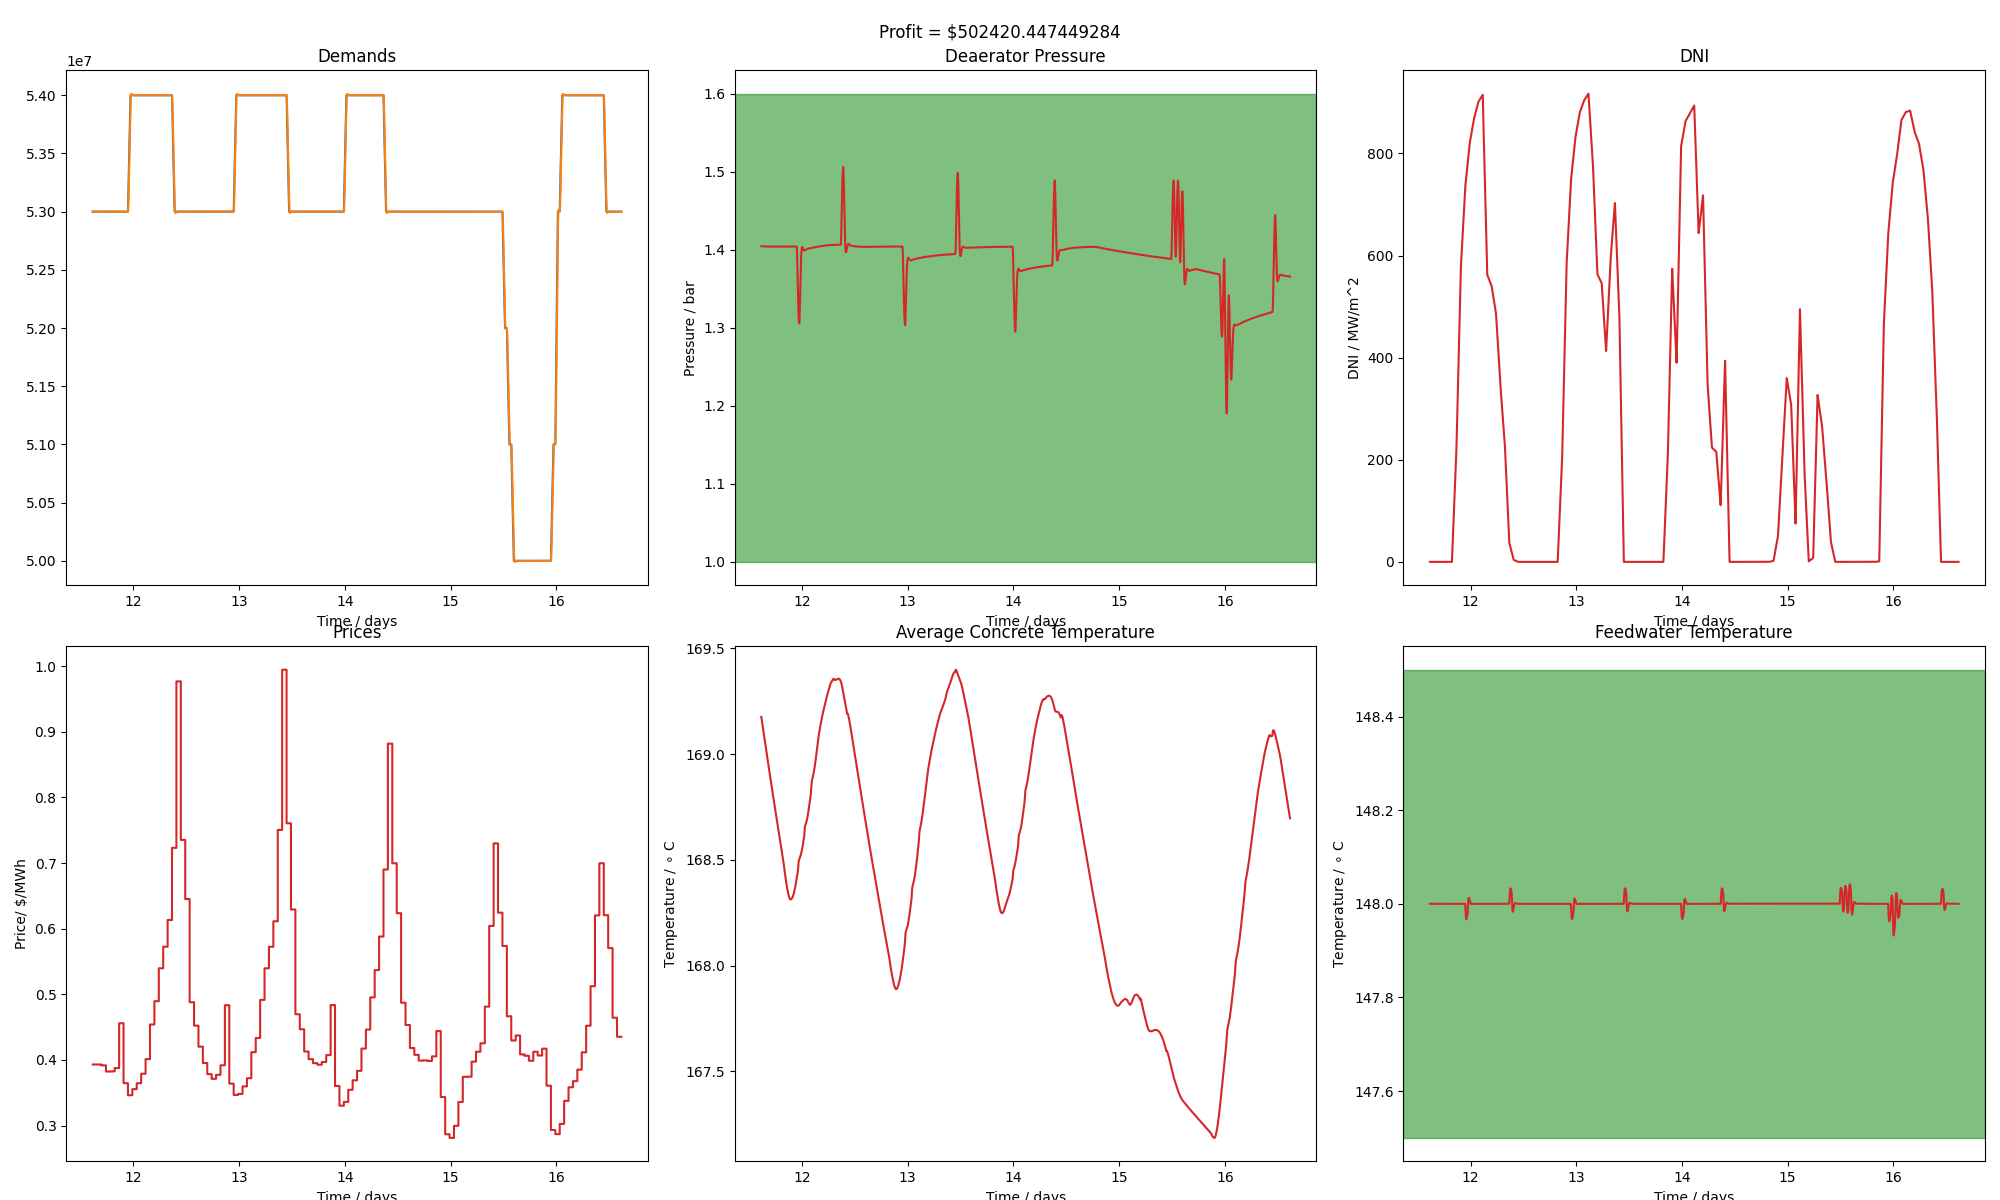 Profit = $502420.447449284
Demands
1e7
5.40
5.35
5.30
5.25
5.20
5.15
5.10
5.05
5.00
12 13 14 15 16
Time / days
Deaerator Pressure
Pressure / bar
1.6
1.5
1.4
1.3
1.2
1.1
1.0
12 13 14 15 16
Time / days
DNI
DNI / MW/m^2
800
600
400
200
0
12 13 14 15 16
Time / days
Prices
Price/ $/MWh
1.0
0.9
0.8
0.7
0.6
0.5
0.4
0.3
12 13 14 15 16
Time / days
Average Concrete Temperature
Temperature / ∘ C
169.5
169.0
168.5
168.0
167.5
12 13 14 15 16
Time / days
Feedwater Temperature
Temperature / ∘ C
148.4
148.2
148.0
147.8
147.6
12 13 14 15 16
Time / days